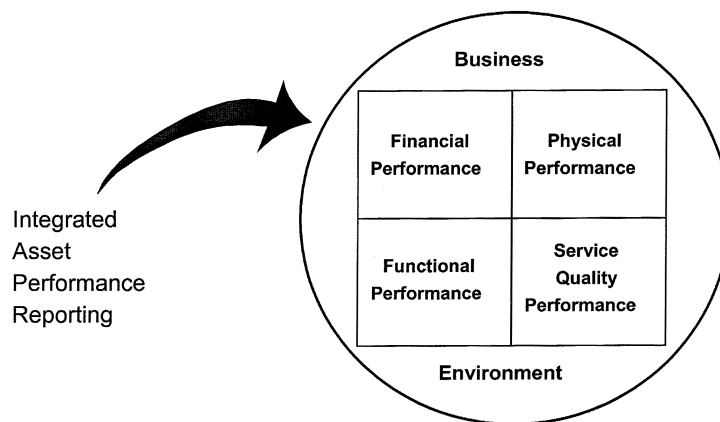 Business
Financial
Performance
Physical
Performance
Integrated
Asset
Performance
Reporting
Functional
Performance
Service
Quality
Performance
Environment